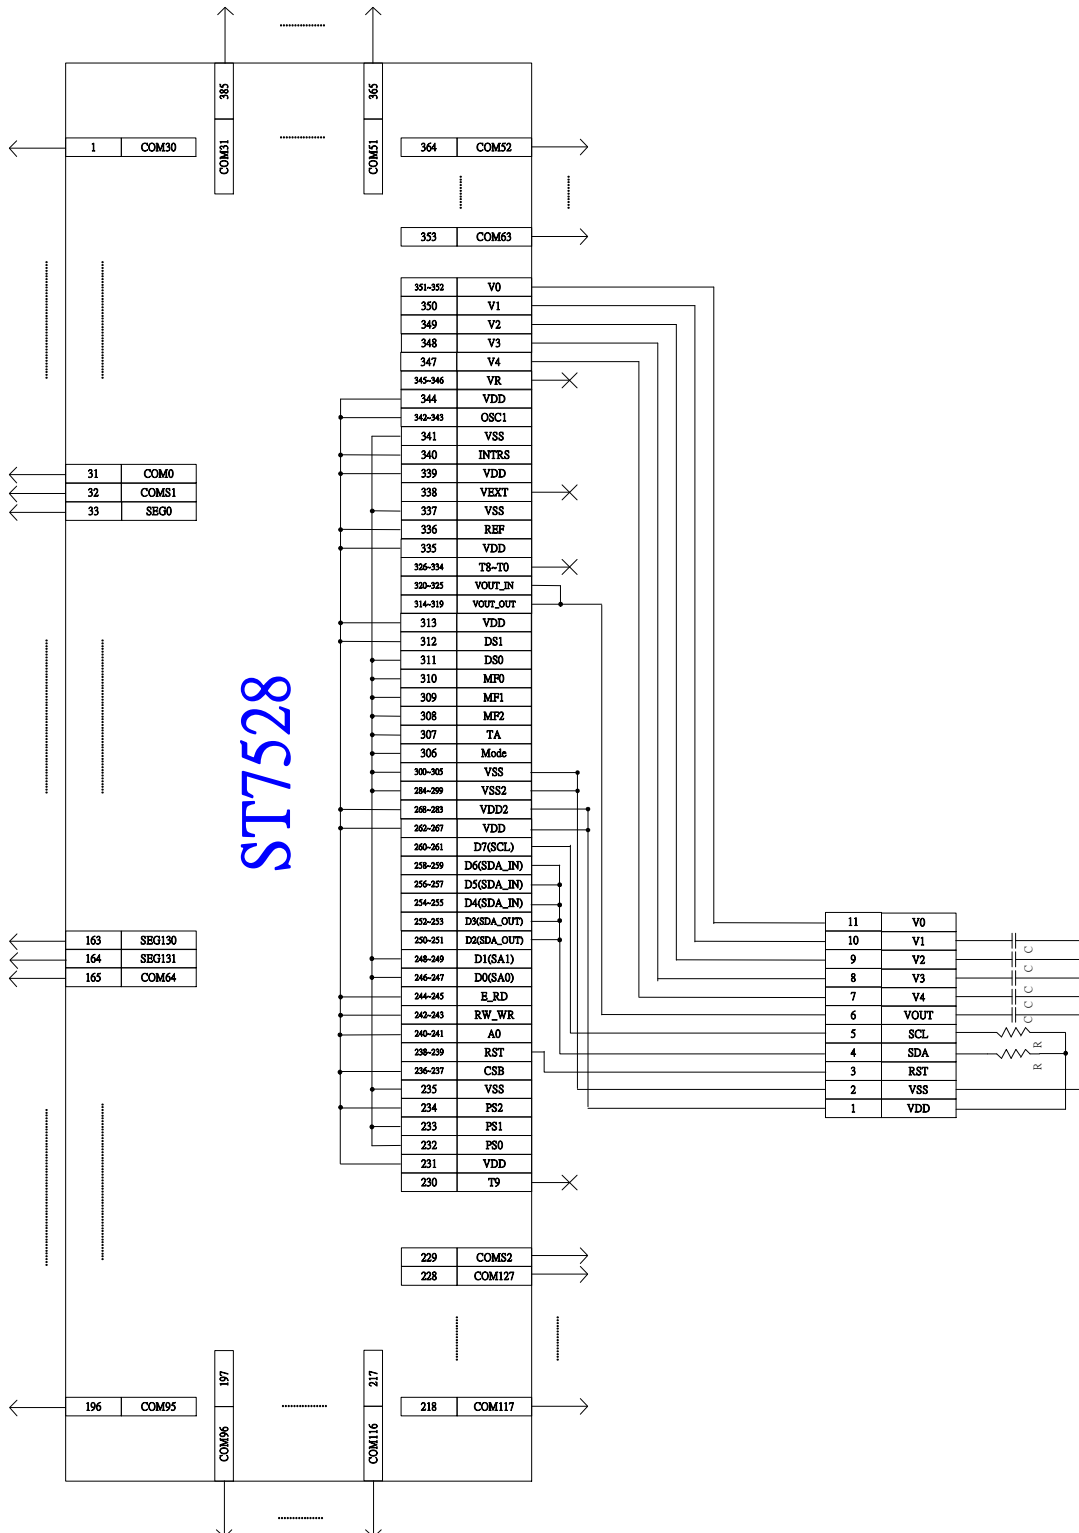 385
COM31
365
COM51
1 COM30
364 COM52
353 COM63
351~352 V0
350 V1
349 V2
348 V3
347 V4
345~346 VR
344 VDD
342~343 OSC1
341 VSS
340 INTRS
339 VDD
338 VEXT
337 VSS
336 REF
335 VDD
326~334 T8~T0
320~325 VOUT_IN
314~319 VOUT_OUT
313 VDD
312 DS1
311 DS0
310 MF0
309 MF1
308 MF2
307 TA
306 Mode
300~305 VSS
284~299 VSS2
268~283 VDD2
262~267 VDD
260~261 D7(SCL)
258~259 D6(SDA_IN)
256~257 D5(SDA_IN)
254~255 D4(SDA_IN)
252~253 D3(SDA_OUT)
250~251 D2(SDA_OUT)
248~249 D1(SA1)
246~247 D0(SA0)
244~245 E_RD
242~243 RW_WR
240~241 A0
238~239 RST
236~237 CSB
235 VSS
234 PS2
233 PS1
232 PS0
231 VDD
230 T9
229 COMS2
228 COM127
218 COM117
31 COM0
32 COMS1
33 SEG0
ST7528
163 SEG130
164 SEG131
165 COM64
196 COM95
197
COM96
217
COM116
11 V0
10 V1
9 V2
8 V3
7 V4
6 VOUT
5 SCL
4 SDA
3 RST
2 VSS
1 VDD
C
C
C
C
C
R
R